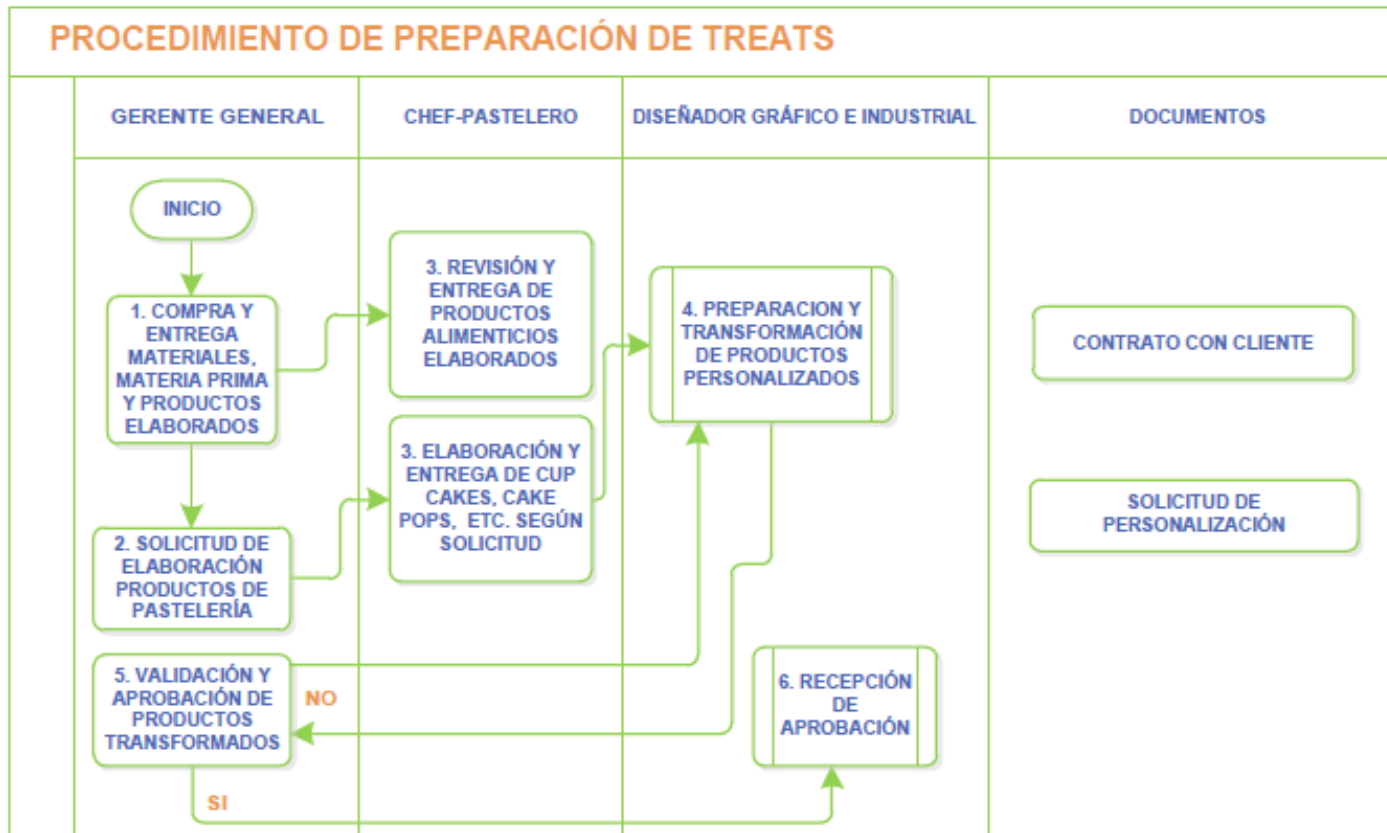 PROCEDIMIENTO DE PREPARACIÓN DE TREATS
GERENTE GENERAL
CHEF-PASTELERO
DISEÑADOR GRÁFICO E INDUSTRIAL
DOCUMENTOS
INICIO
1. COMPRA Y
ENTREGA
MATERIALES,
MATERIA PRIMA
Y PRODUCTOS
ELABORADOS
3. REVISIÓN Y
ENTREGA DE
PRODUCTOS
ALIMENTICIOS
ELABORADOS
4. PREPARACION Y
TRANSFORMACIÓN
DE PRODUCTOS
PERSONALIZADOS
CONTRATO CON CLIENTE
2. SOLICITUD DE
ELABORACIÓN
PRODUCTOS DE
PASTELERÍA
3. ELABORACIÓN Y
ENTREGA DE CUP
CAKES, CAKE
POPS, ETC. SEGÚN
SOLICITUD
SOLICITUD DE
PERSONALIZACIÓN
5. VALIDACIÓN Y
APROBACIÓN DE
PRODUCTOS
TRANSFORMADOS
NO
6. RECEPCIÓN
DE
APROBACIÓN
SI